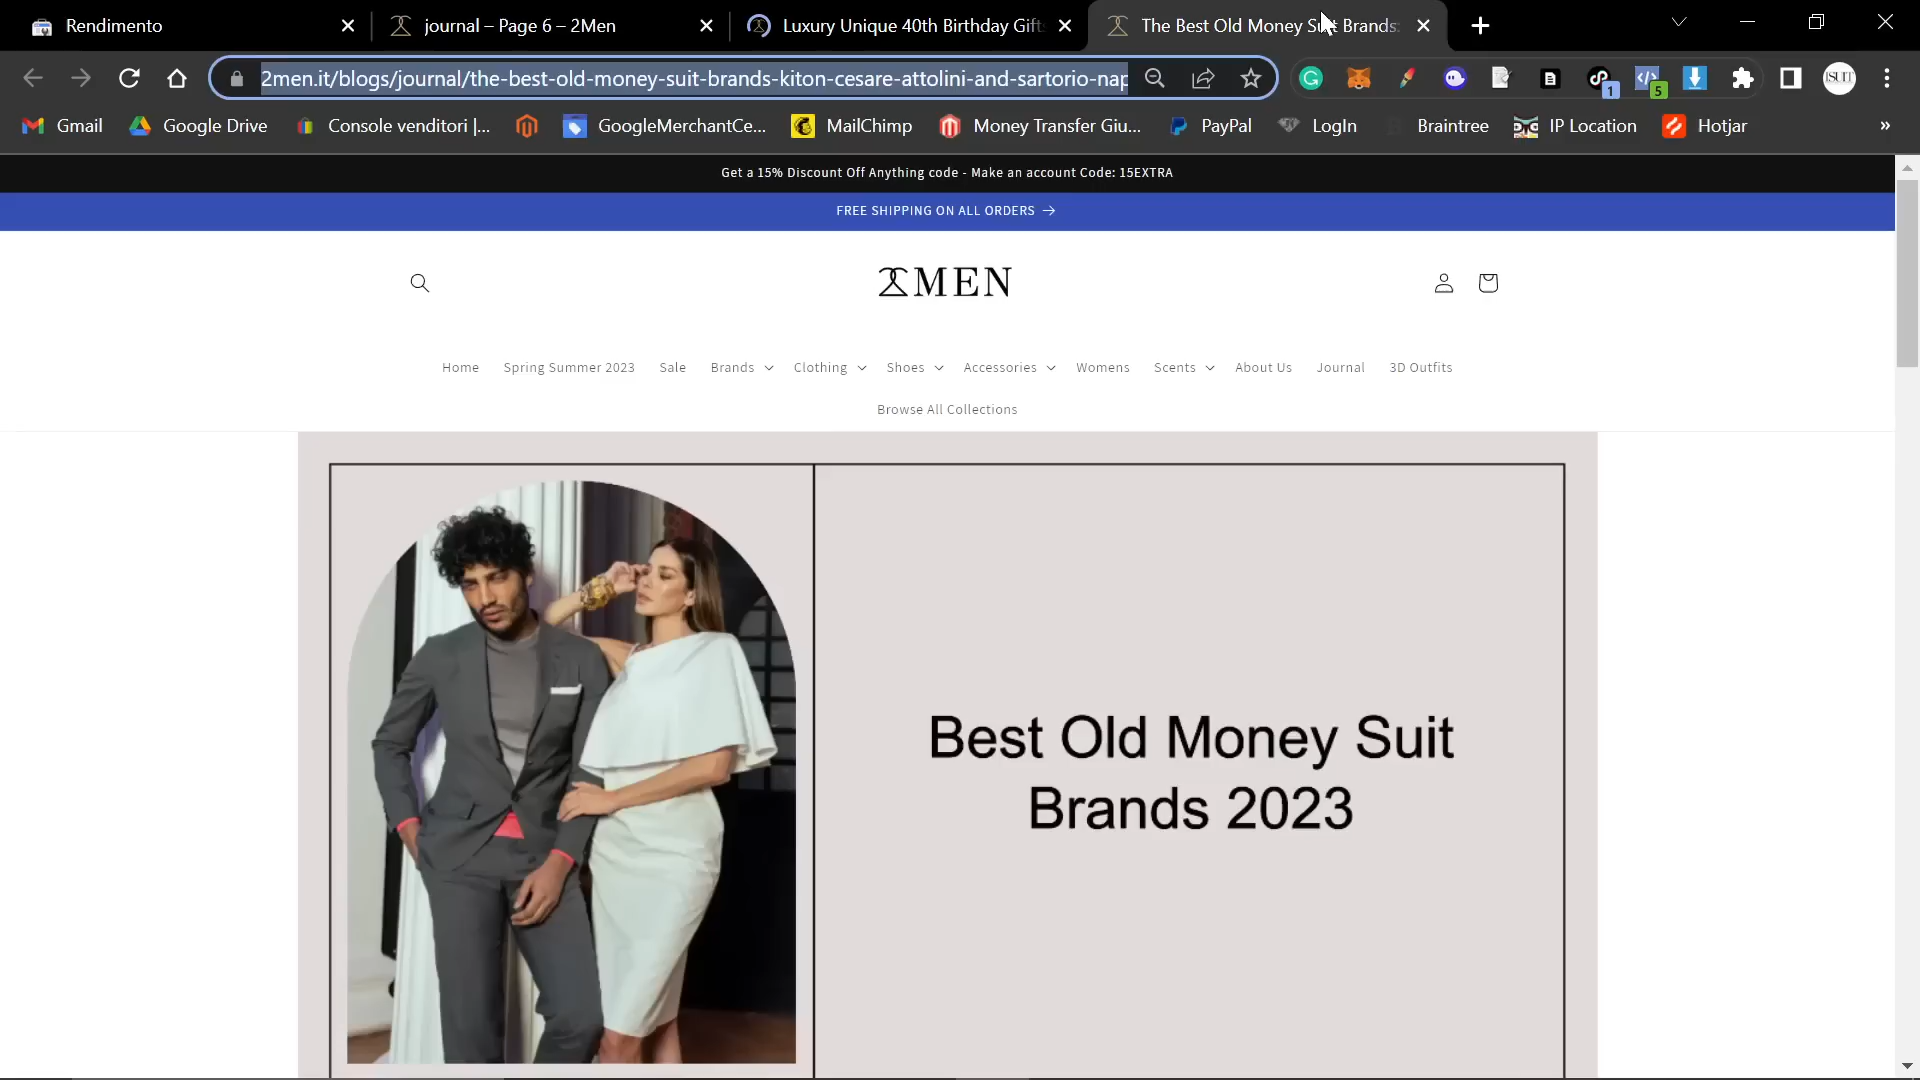 Rendimento
journal – Page 6 – 2Men
Luxury Unique 40th Birthday Gifts
The Best Old Money Suit Brands:
2men.it/blogs/journal/the-best-old-money-suit-brands-kiton-cesare-attolini-and-sartorio-nap
1
5
ISUIT
Gmail
Google Drive
Console venditori |...
GoogleMerchantCe...
MailChimp
Money Transfer Giu...
PayPal
LogIn
Braintree
IP Location
Hotjar
»
Get a 15% Discount Off Anything code - Make an account Code: 15EXTRA
FREE SHIPPING ON ALL ORDERS →
2MEN
Home Spring Summer 2023 Sale Brands Clothing Shoes Accessories Womens Scents About Us Journal 3D Outfits
Browse All Collections
Best Old Money Suit
Brands 2023